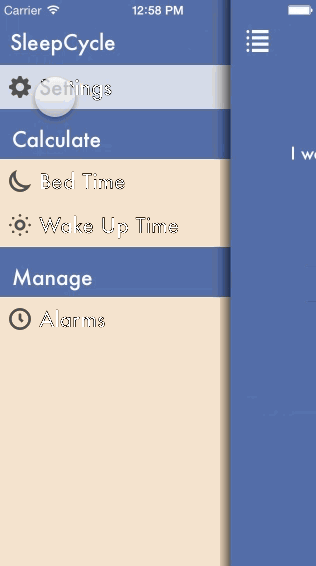 Carrier 12:58 PM
SleepCycle
Settings
Calculate
Bed Time
Wake Up Time
Manage
Alarms
I w